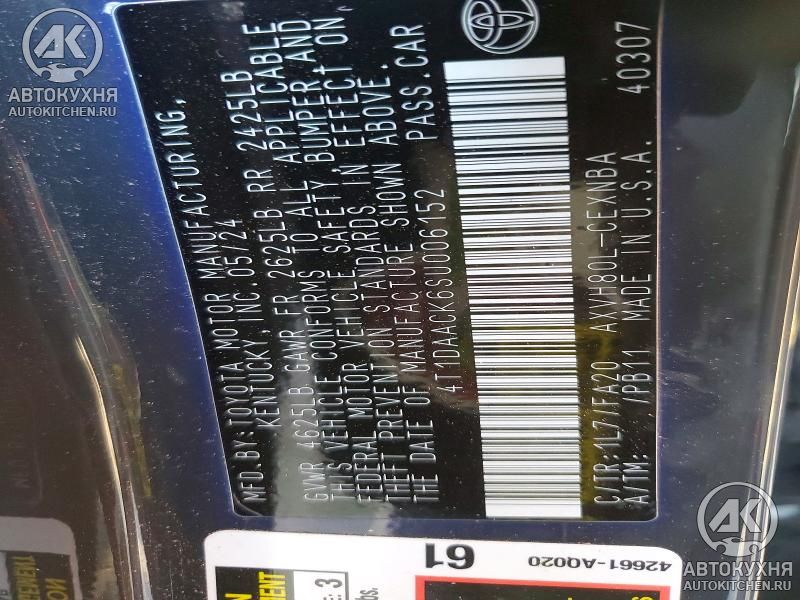 MFD.BY: TOYOTA MOTOR MANUFACTURING,
KENTUCKY, INC. 05/24
GVWR 4625LB GAWR FR 2625LB RR 2425LB
THIS VEHICLE CONFORMS TO ALL APPLICABLE
FEDERAL MOTOR VEHICLE SAFETY, BUMPER, AND
THEFT PREVENTION STANDARDS IN EFFECT ON
THE DATE OF MANUFACTURE SHOWN ABOVE.
4T1DAACK6SU006152 PASS.CAR
C/TR: 1L7/FA20 AXVH80L-CEXNBA
A/TM: /PB11 MADE IN U.S.A. 40307
61
42661-AQ020
АВТОКУХНЯ
AUTOKITCHEN.RU
АВТОКУХНЯ
AUTOKITCHEN.RU